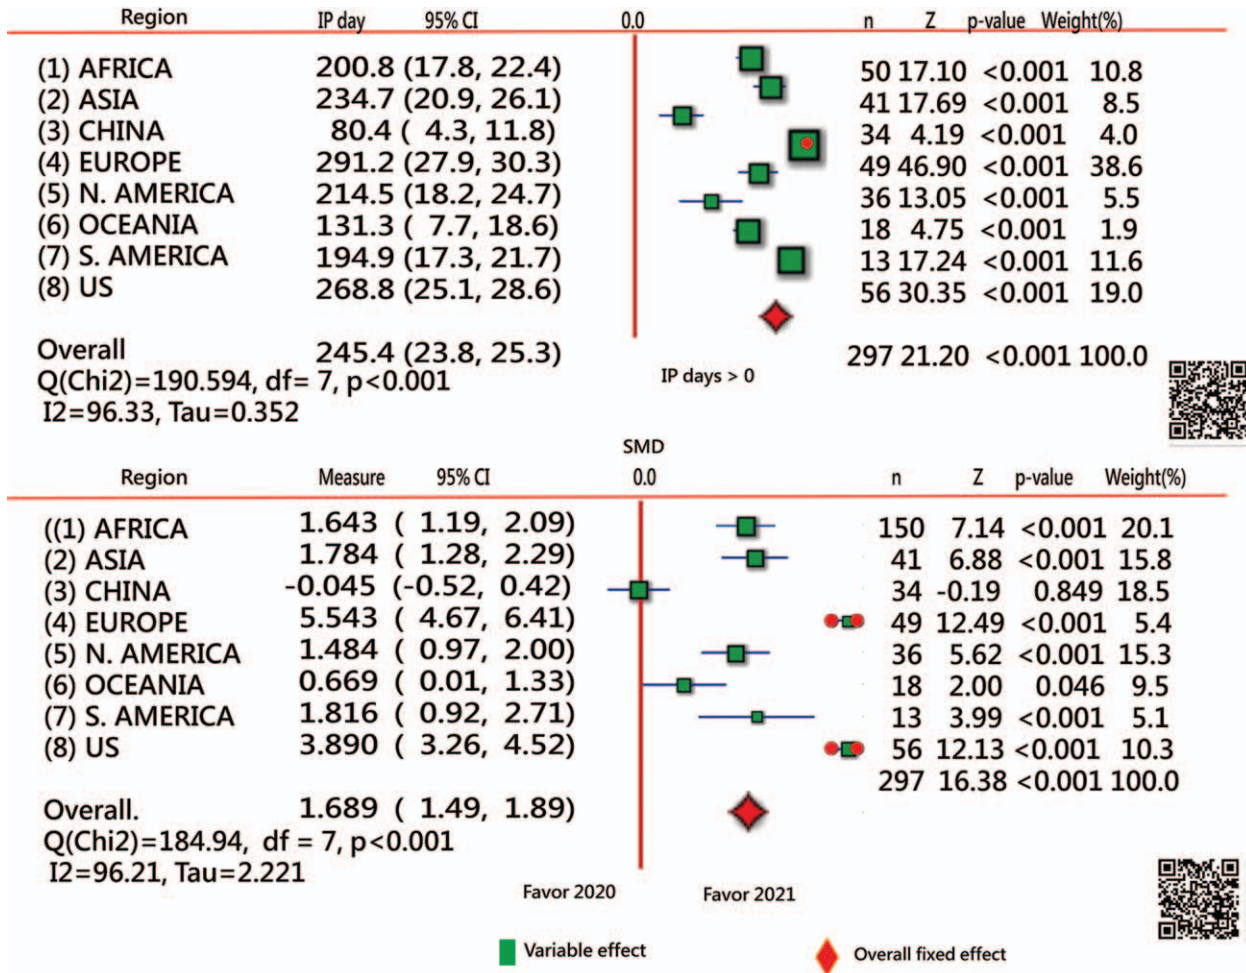 Region IP day 95% CI 0.0 n Z p-value Weight(%)
(1) AFRICA 200.8 (17.8, 22.4) 50 17.10 <0.001 10.8
(2) ASIA 234.7 (20.9, 26.1) 41 17.69 <0.001 8.5
(3) CHINA 80.4 ( 4.3, 11.8) 34 4.19 <0.001 4.0
(4) EUROPE 291.2 (27.9, 30.3) 49 46.90 <0.001 38.6
(5) N. AMERICA 214.5 (18.2, 24.7) 36 13.05 <0.001 5.5
(6) OCEANIA 131.3 ( 7.7, 18.6) 18 4.75 <0.001 1.9
(7) S. AMERICA 194.9 (17.3, 21.7) 13 17.24 <0.001 11.6
(8) US 268.8 (25.1, 28.6) 56 30.35 <0.001 19.0
Overall 245.4 (23.8, 25.3) 297 21.20 <0.001 100.0
Q(Chi2)=190.594, df= 7, p<0.001
I2=96.33, Tau=0.352
IP days > 0
SMD
Region Measure 95% CI 0.0 n Z p-value Weight(%)
((1) AFRICA 1.643 ( 1.19, 2.09) 150 7.14 <0.001 20.1
(2) ASIA 1.784 ( 1.28, 2.29) 41 6.88 <0.001 15.8
(3) CHINA -0.045 (-0.52, 0.42) 34 -0.19 0.849 18.5
(4) EUROPE 5.543 ( 4.67, 6.41) 49 12.49 <0.001 5.4
(5) N. AMERICA 1.484 ( 0.97, 2.00) 36 5.62 <0.001 15.3
(6) OCEANIA 0.669 ( 0.01, 1.33) 18 2.00 0.046 9.5
(7) S. AMERICA 1.816 ( 0.92, 2.71) 13 3.99 <0.001 5.1
(8) US 3.890 ( 3.26, 4.52) 56 12.13 <0.001 10.3
297 16.38 <0.001 100.0
Overall. 1.689 ( 1.49, 1.89)
Q(Chi2)=184.94, df = 7, p<0.001
I2=96.21, Tau=2.221
Favor 2020 Favor 2021
Variable effect Overall fixed effect